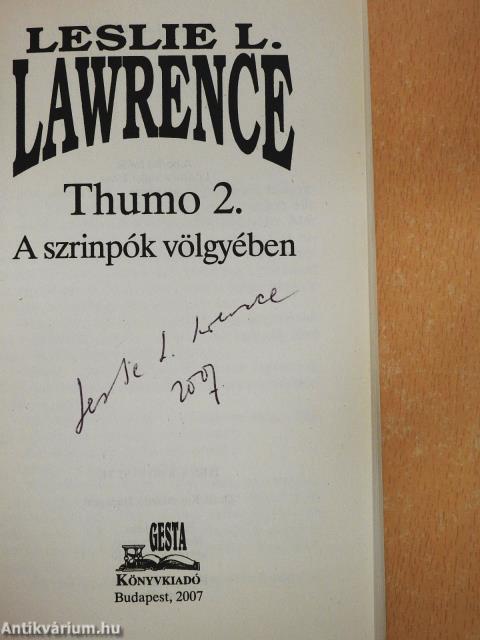 LESLIE L.
LAWRENCE
Thumo 2.
A szrinpók völgyében
Leslie L. Lawrence
2007
GESTA
KÖNYVKIADÓ
Budapest, 2007
Antikvárium.hu